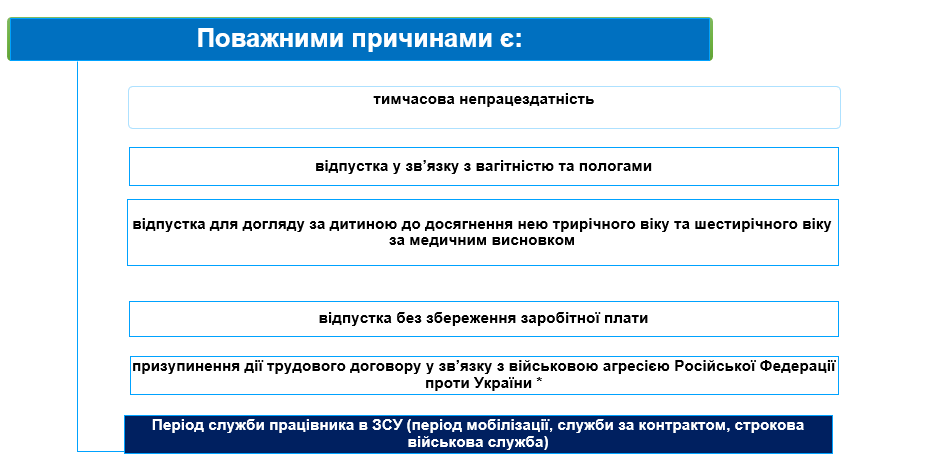 Поважними причинами є:
тимчасова непрацездатність
відпустка у зв’язку з вагітністю та пологами
відпустка для догляду за дитиною до досягнення нею трирічного віку та шестирічного віку
за медичним висновком
відпустка без збереження заробітної плати
призупинення дії трудового договору у зв’язку з військовою агресією Російської Федерації
проти України *
Період служби працівника в ЗСУ (період мобілізації, служби за контрактом, строкова
військова служба)